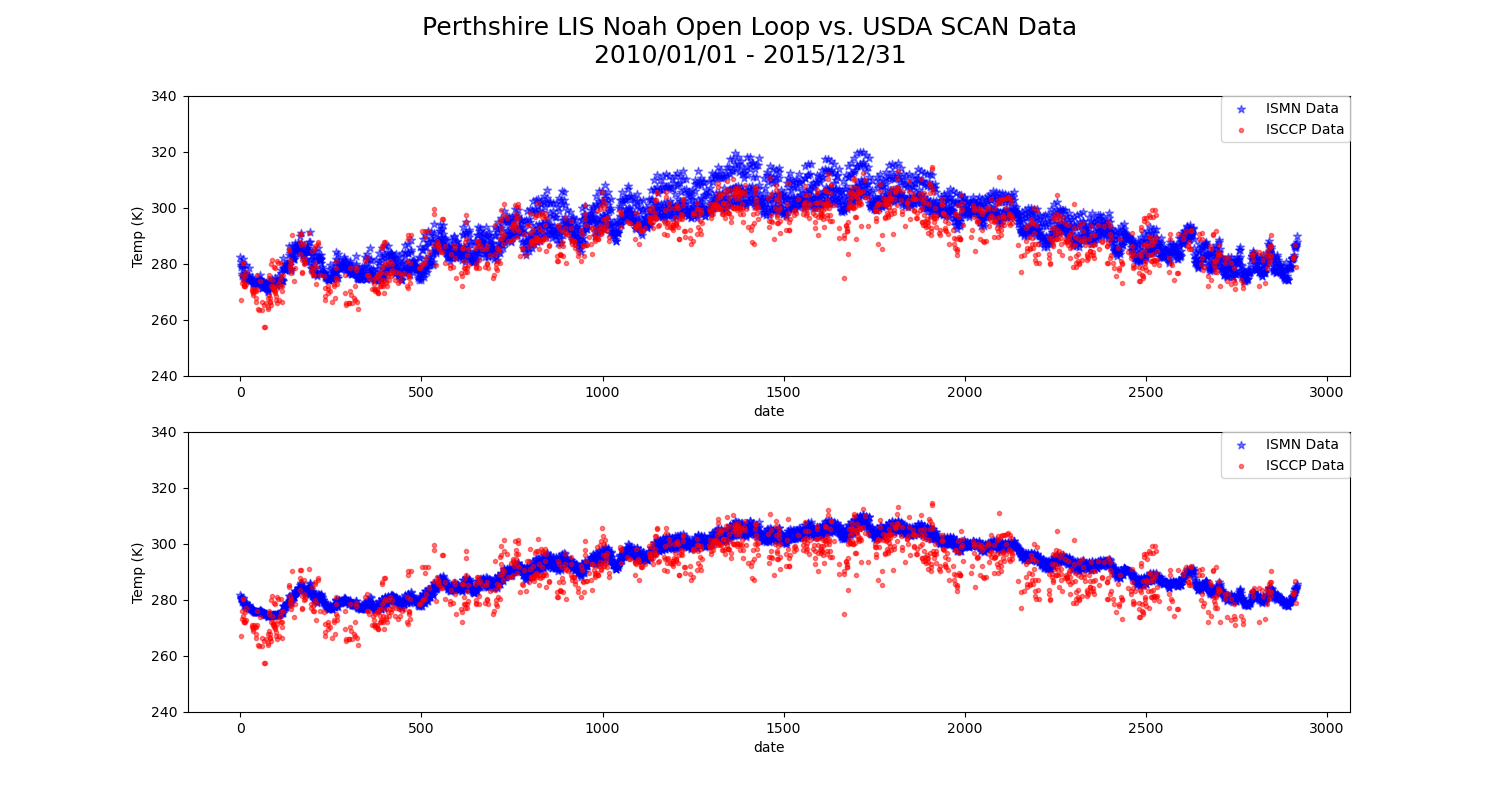 Perthshire LIS Noah Open Loop vs. USDA SCAN Data
2010/01/01 - 2015/12/31
340
320
300
280
260
240
Temp (K)
ISMN Data
ISCCP Data
0 500 1000 1500 2000 2500 3000
date
340
320
300
280
260
240
Temp (K)
ISMN Data
ISCCP Data
0 500 1000 1500 2000 2500 3000
date